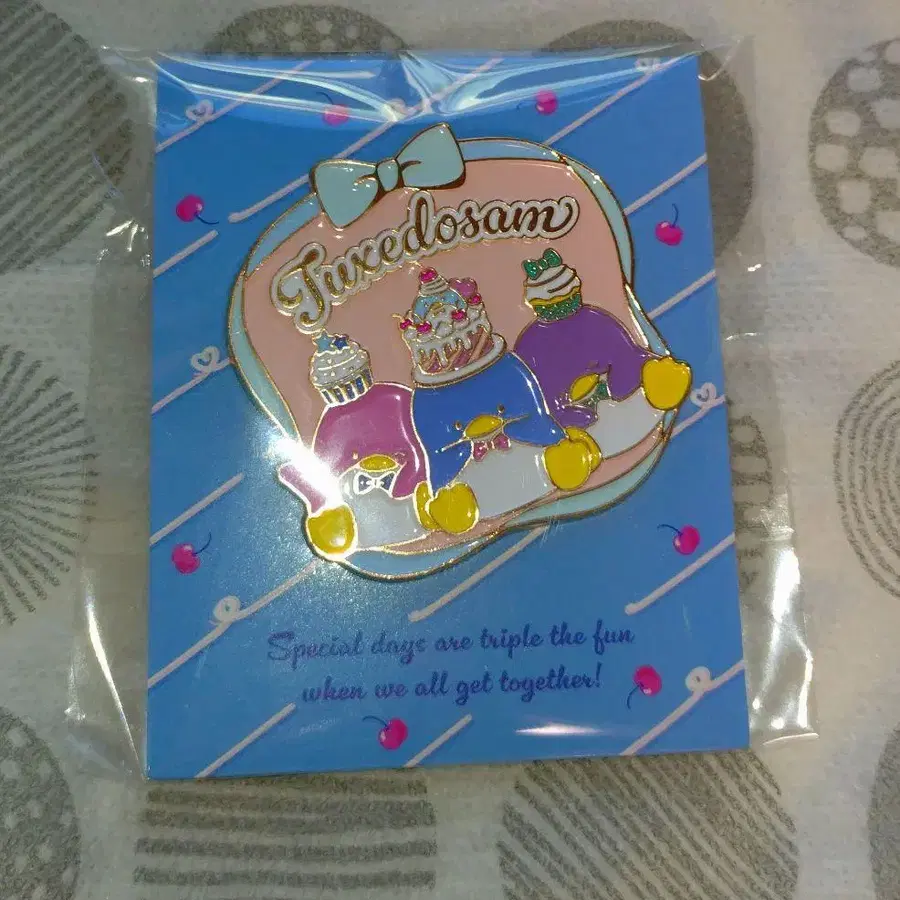 Tuxedosam
Special days are triple the fun
when we all get together!